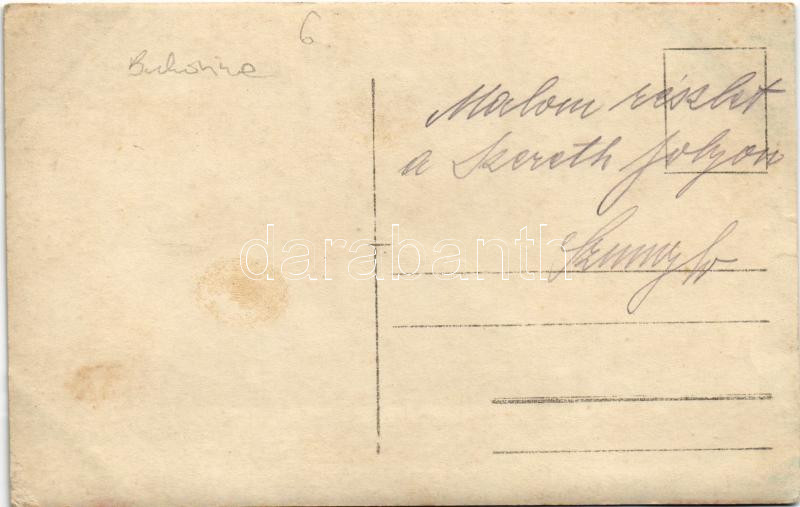 6
Bukovina
Malom részlet
a Szereth folyón
darabanth